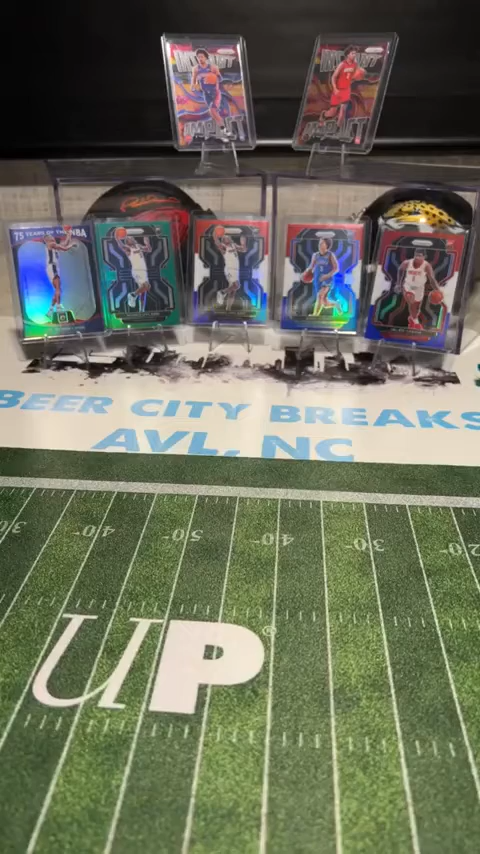 INSTANT
IMPACT
INSTANT
IMPACT
75 YEARS OF THE NBA
BEER CITY BREAKS
AVL, NC
30
40
50
40
30
20
UP®